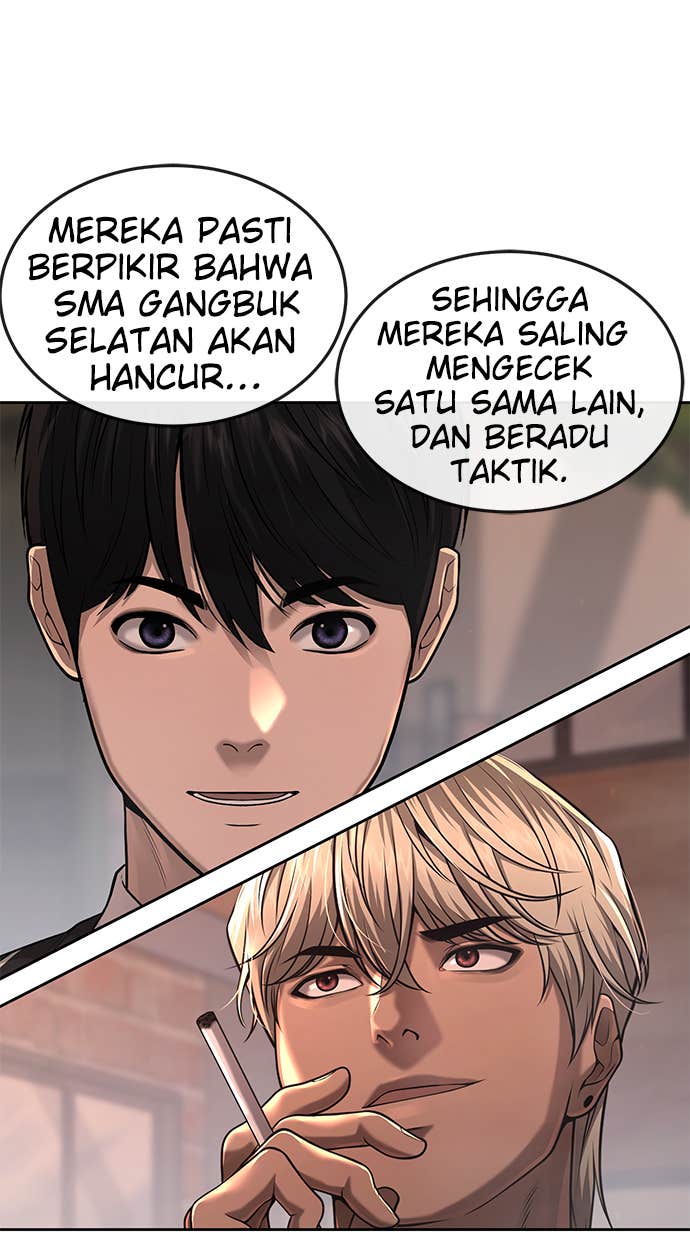 MEREKA PASTI
BERPIKIR BAHWA
SMA GANGBUK
SELATAN AKAN
HANCUR...
SEHINGGA
MEREKA SALING
MENGECEK
SATU SAMA LAIN,
DAN BERADU
TAKTIK.